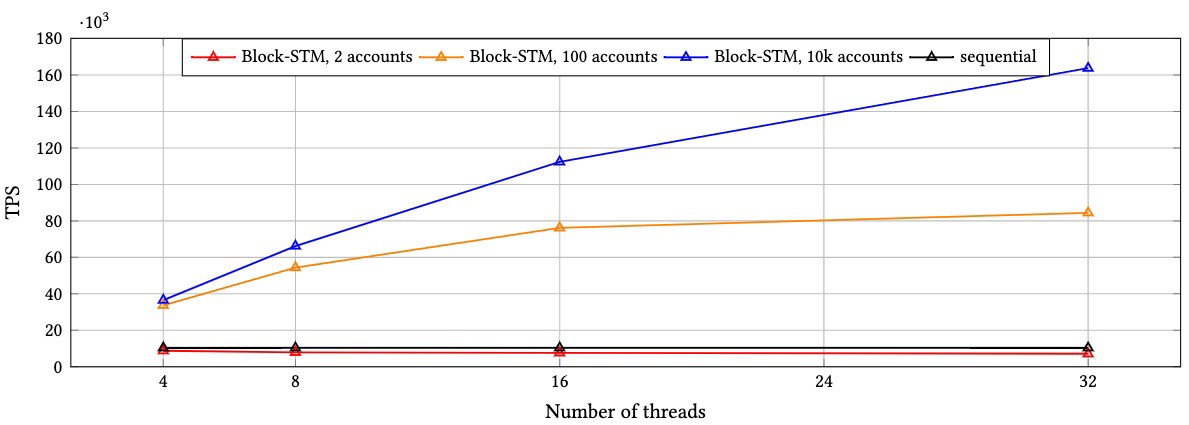 ·10³
180
160
140
120
100
80
60
40
20
0
TPS
Block-STM, 2 accounts Block-STM, 100 accounts Block-STM, 10k accounts sequential
4 8 16 24 32
Number of threads